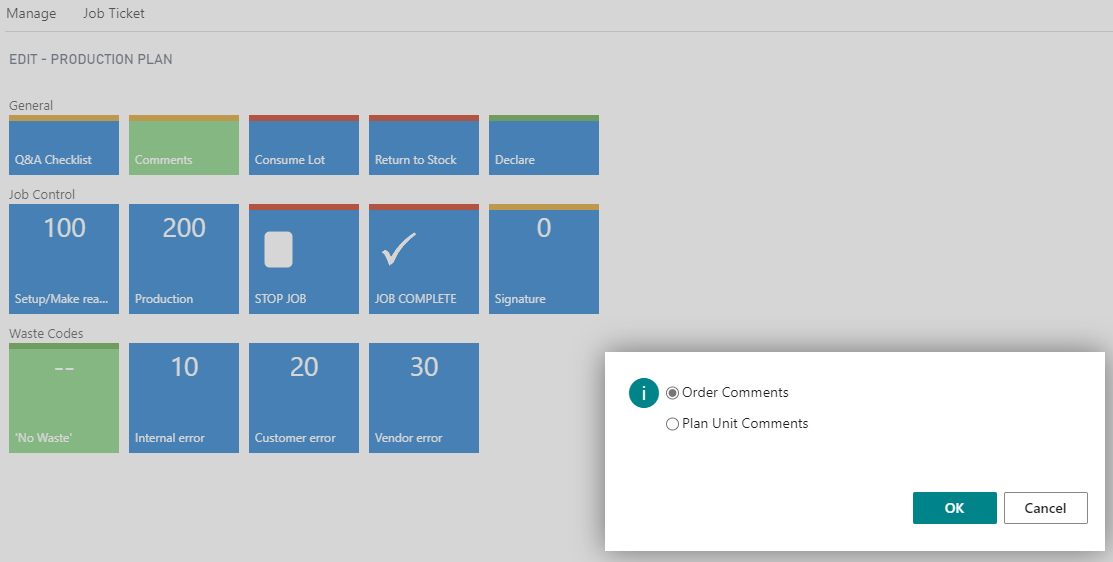 Manage Job Ticket
EDIT - PRODUCTION PLAN
General
Q&A Checklist Comments Consume Lot Return to Stock Declare
Job Control
100 200 0
Setup/Make rea... Production STOP JOB JOB COMPLETE Signature
Waste Codes
-- 10 20 30
'No Waste' Internal error Customer error Vendor error
i Order Comments
Plan Unit Comments
OK Cancel